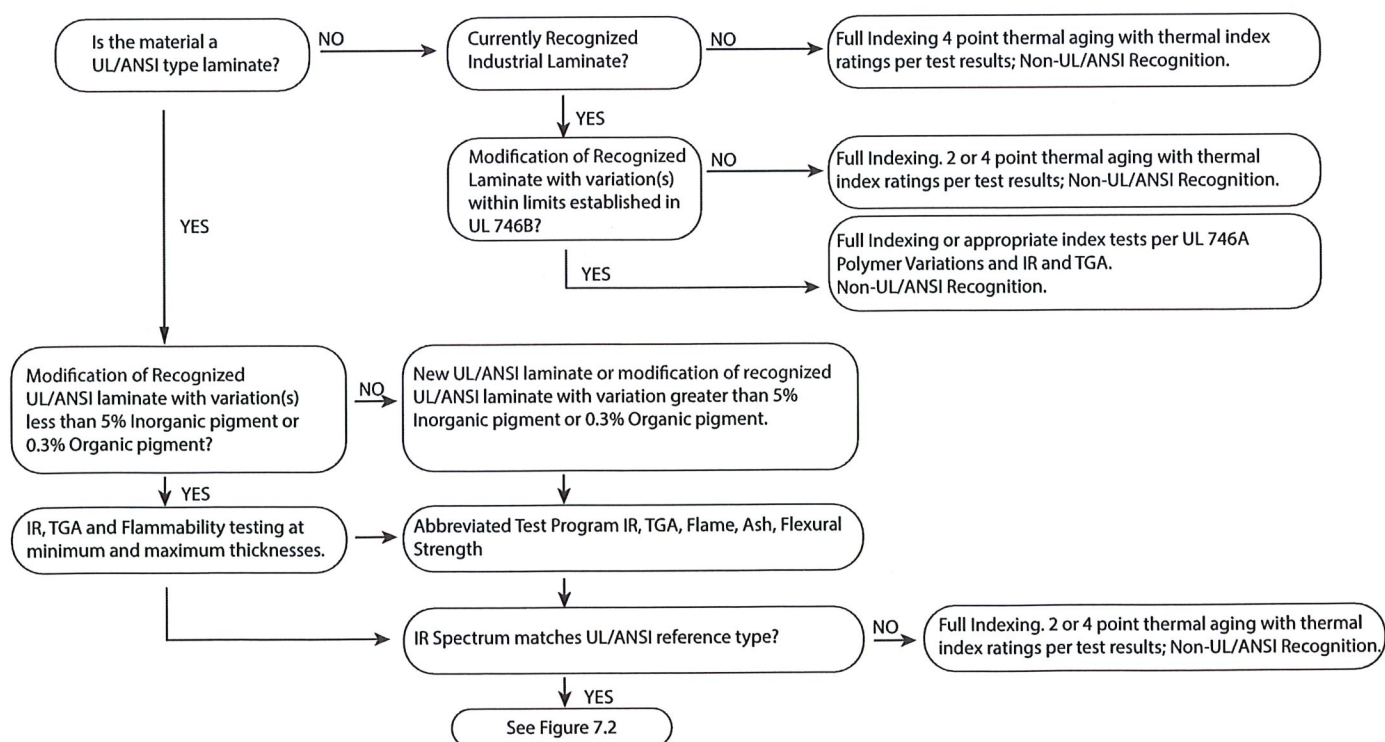 Is the material a
UL/ANSI type laminate?
NO
Currently Recognized
Industrial Laminate?
NO
Full Indexing 4 point thermal aging with thermal index
ratings per test results; Non-UL/ANSI Recognition.
YES
YES
Modification of Recognized
Laminate with variation(s)
within limits established in
UL 746B?
NO
Full Indexing. 2 or 4 point thermal aging with thermal
index ratings per test results; Non-UL/ANSI Recognition.
YES
Full Indexing or appropriate index tests per UL 746A
Polymer Variations and IR and TGA.
Non-UL/ANSI Recognition.
Modification of Recognized
UL/ANSI laminate with variation(s)
less than 5% Inorganic pigment or
0.3% Organic pigment?
NO
New UL/ANSI laminate or modification of recognized
UL/ANSI laminate with variation greater than 5%
Inorganic pigment or 0.3% Organic pigment.
YES
IR, TGA and Flammability testing at
minimum and maximum thicknesses.
Abbreviated Test Program IR, TGA, Flame, Ash, Flexural
Strength
IR Spectrum matches UL/ANSI reference type?
NO
Full Indexing. 2 or 4 point thermal aging with thermal
index ratings per test results; Non-UL/ANSI Recognition.
YES
See Figure 7.2